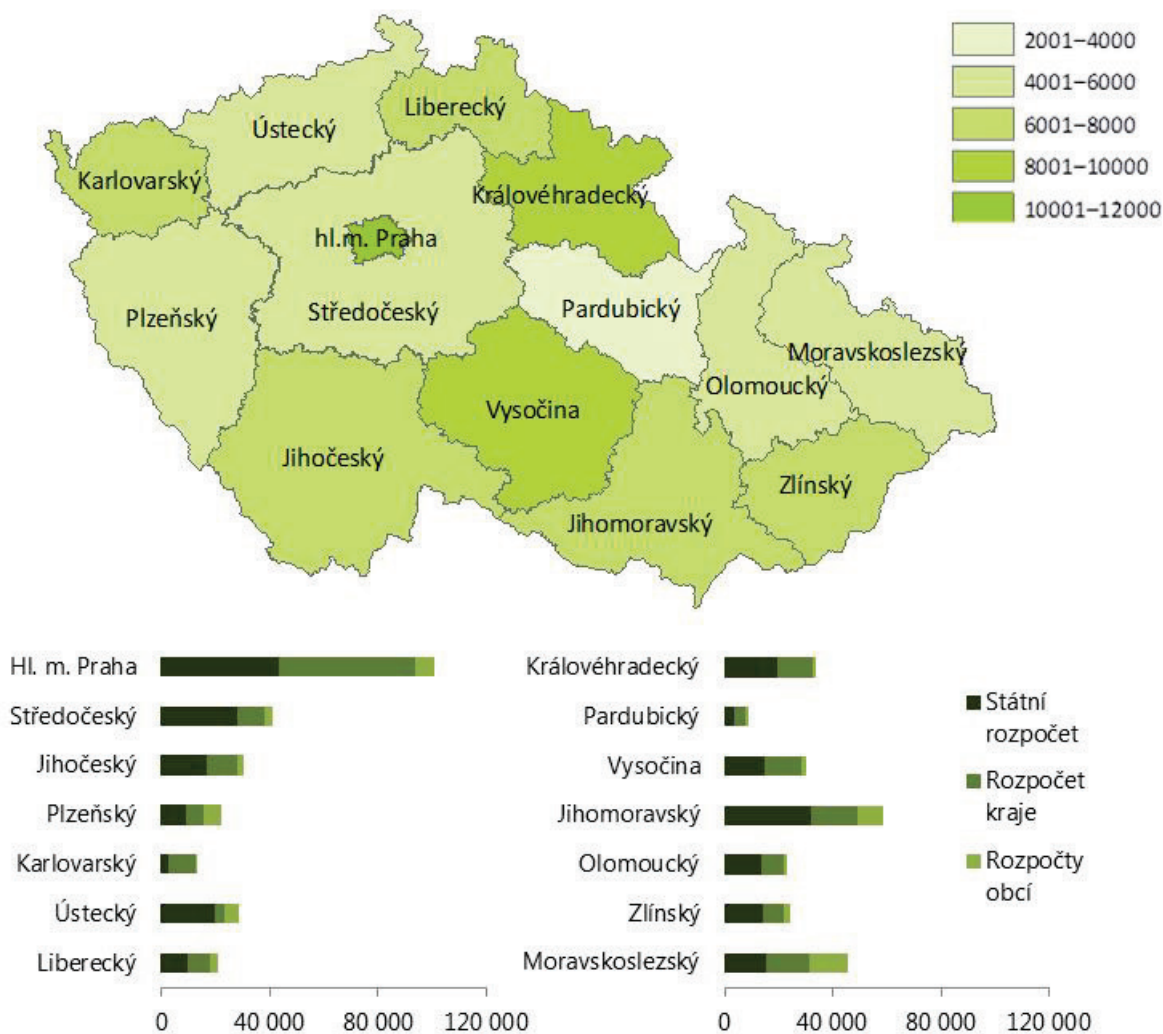 2001–4000
4001–6000
6001–8000
8001–10000
10001–12000
Liberecký
Ústecký
Karlovarský
Královéhradecký
hl.m. Praha
Plzeňský
Středočeský
Pardubický
Moravskoslezský
Olomoucký
Vysočina
Jihočeský
Zlínský
Jihomoravský
Hl. m. Praha
Středočeský
Jihočeský
Plzeňský
Karlovarský
Ústecký
Liberecký
0 40 000 80 000 120 000
Královéhradecký
Pardubický
Vysočina
Jihomoravský
Olomoucký
Zlínský
Moravskoslezský
0 40 000 80 000 120 000
Státní
rozpočet
Rozpočet
kraje
Rozpočty
obcí